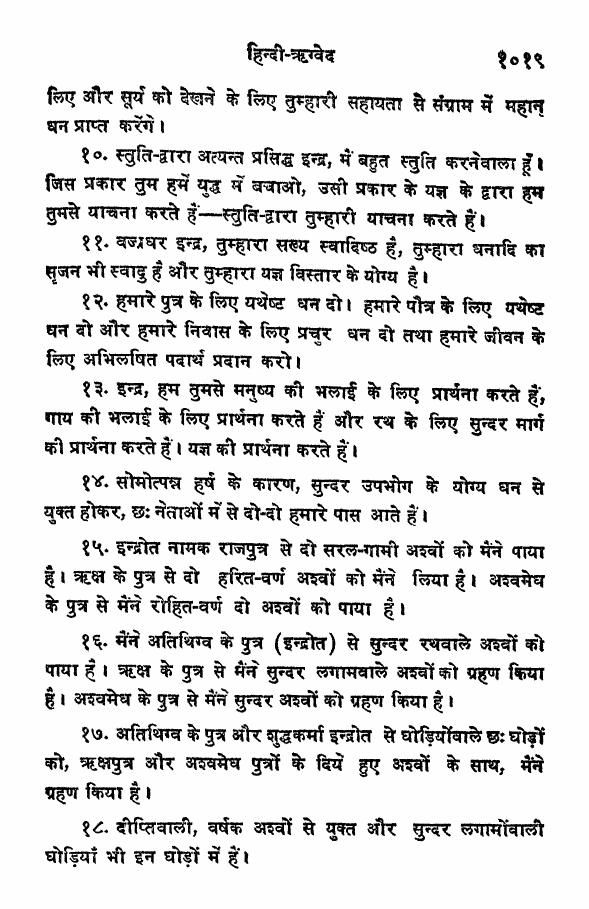 हिन्दी-ऋग्वेद १०१९
लिए और सूर्य को देखने के लिए तुम्हारी सहायता से संग्राम में महान्
धन प्राप्त करेंगे।
१०. स्तुति-द्वारा अत्यन्त प्रसिद्ध इन्द्र, मैं बहुत स्तुति करनेवाला हूँ।
जिस प्रकार तुम हमें युद्ध में बचाओ, उसी प्रकार के यज्ञ के द्वारा हम
तुमसे याचना करते हैं—स्तुति-द्वारा तुम्हारी याचना करते हैं।
११. वज्रधर इन्द्र, तुम्हारा सख्य स्वादिष्ठ है, तुम्हारा धनादि का
सृजन भी स्वादु है और तुम्हारा यज्ञ विस्तार के योग्य है।
१२. हमारे पुत्र के लिए यथेष्ट धन दो। हमारे पौत्र के लिए यथेष्ट
धन दो और हमारे निवास के लिए प्रचुर धन दो तथा हमारे जीवन के
लिए अभिलषित पदार्थ प्रदान करो।
१३. इन्द्र, हम तुमसे मनुष्य की भलाई के लिए प्रार्थना करते हैं,
गाय की भलाई के लिए प्रार्थना करते हैं और रथ के लिए सुन्दर मार्ग
की प्रार्थना करते हैं। यज्ञ की प्रार्थना करते हैं।
१४. सोमोत्पन्न हर्ष के कारण, सुन्दर उपभोग के योग्य धन से
युक्त होकर, छः नेताओं में से दो-दो हमारे पास आते हैं।
१५. इन्द्रोत नामक राजपुत्र से दो सरल-गामी अश्वों को मैंने पाया
है। ऋक्ष के पुत्र से दो हरित-वर्ण अश्वों को मैंने लिया है। अश्वमेध
के पुत्र से मैंने रोहित-वर्ण दो अश्वों को पाया है।
१६. मैंने अतिथिग्व के पुत्र (इन्द्रोत) से सुन्दर रथवाले अश्वों को
पाया है। ऋक्ष के पुत्र से मैंने सुन्दर लगामवाले अश्वों को ग्रहण किया
है। अश्वमेध के पुत्र से मैंने सुन्दर अश्वों को ग्रहण किया है।
१७. अतिथिग्व के पुत्र और शुद्धकर्मा इन्द्रोत से घोड़ियोंवाले छः घोड़ों
को, ऋक्षपुत्र और अश्वमेध पुत्रों के दिये हुए अश्वों के साथ, मैंने
ग्रहण किया है।
१८. दीप्तिवाली, वर्षक अश्वों से युक्त और सुन्दर लगामोंवाली
घोड़ियाँ भी इन घोड़ों में हैं।